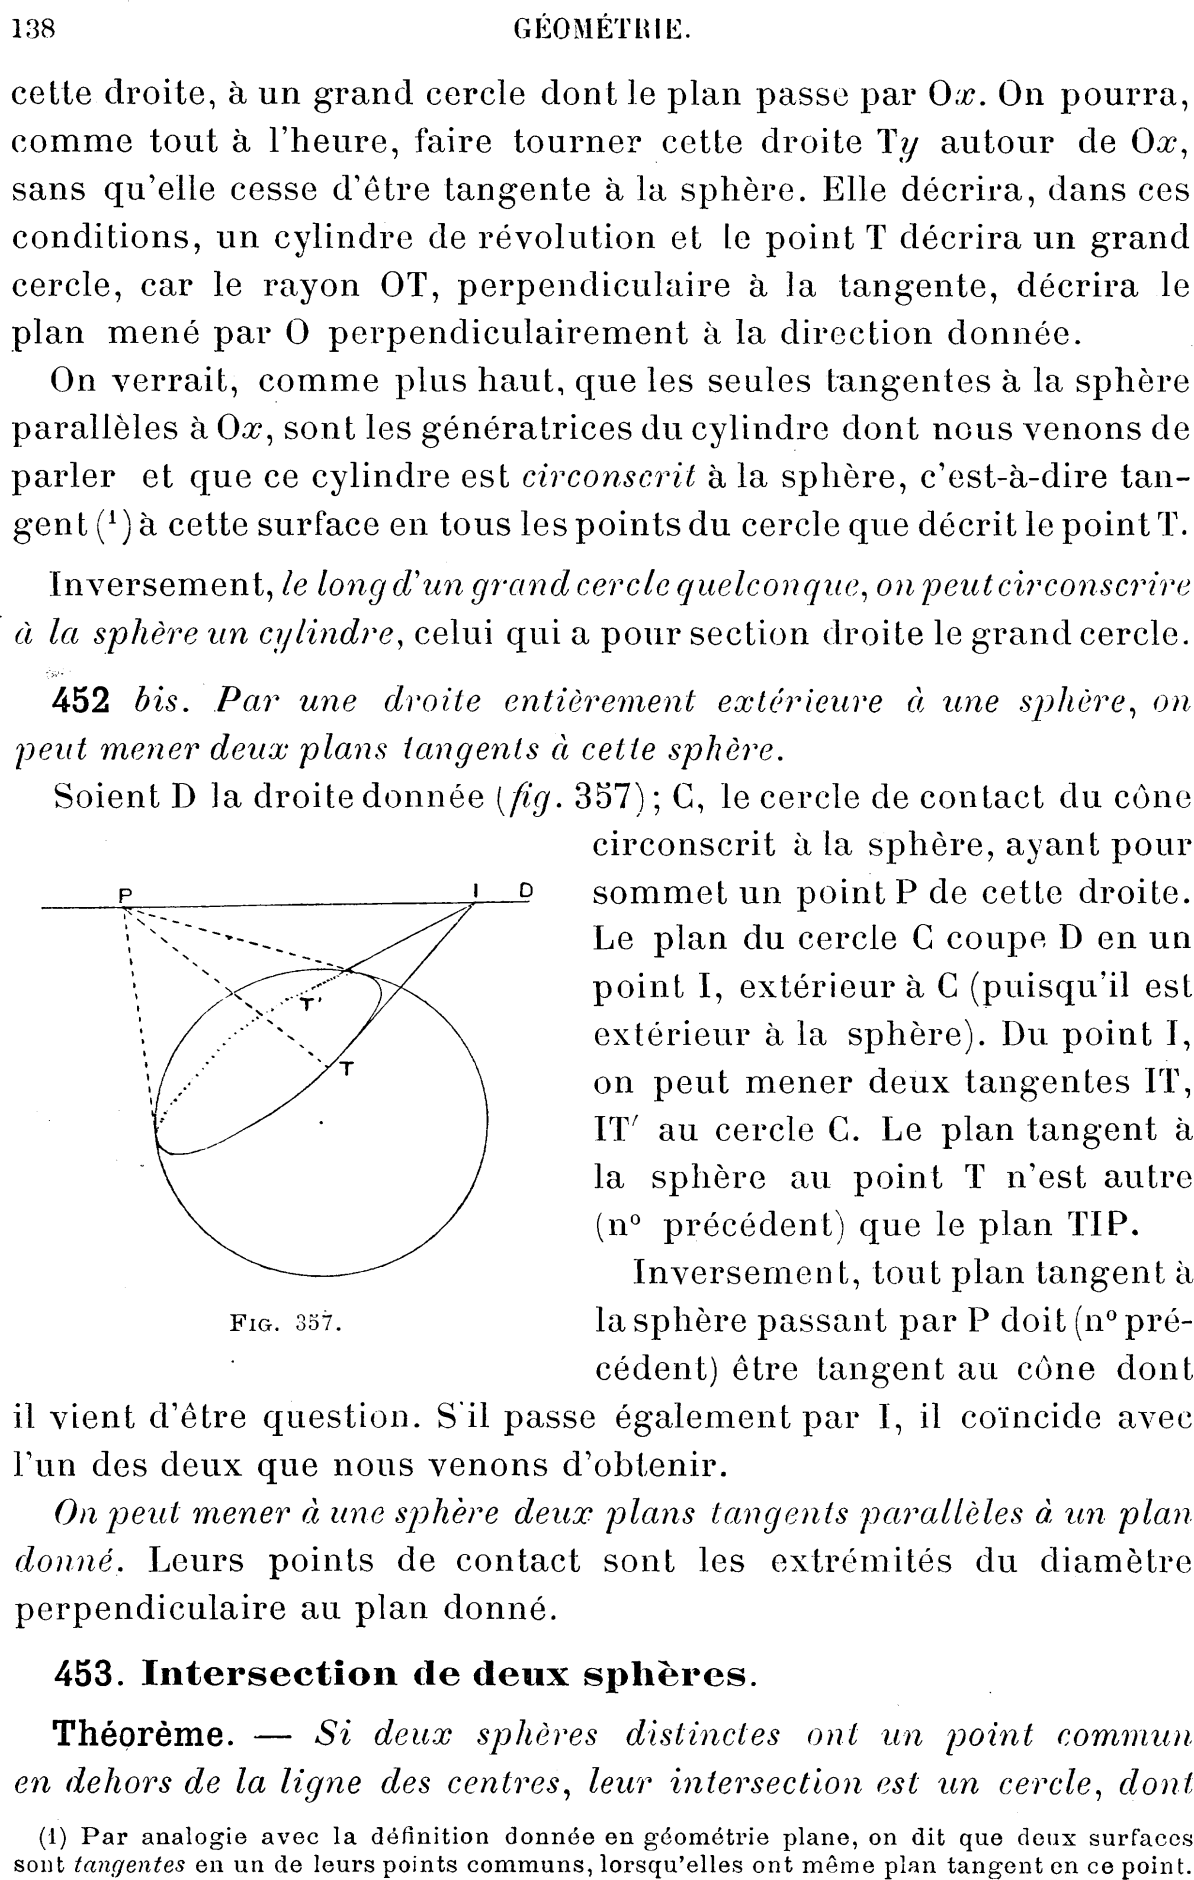 138 GÉOMÉTRIE.
cette droite, à un grand cercle dont le plan passe par Ox. On pourra,
comme tout à l'heure, faire tourner cette droite Ty autour de Ox,
sans qu'elle cesse d'être tangente à la sphère. Elle décrira, dans ces
conditions, un cylindre de révolution et le point T décrira un grand
cercle, car le rayon OT, perpendiculaire à la tangente, décrira le
plan mené par O perpendiculairement à la direction donnée.
On verrait, comme plus haut, que les seules tangentes à la sphère
parallèles à Ox, sont les génératrices du cylindre dont nous venons de
parler et que ce cylindre est circonscrit à la sphère, c'est-à-dire tan-
gent (¹) à cette surface en tous les points du cercle que décrit le point T.
Inversement, le long d'un grand cercle quelconque, on peut circonscrire
à la sphère un cylindre, celui qui a pour section droite le grand cercle.
452 bis. Par une droite entièrement extérieure à une sphère, on
peut mener deux plans tangents à cette sphère.
Soient D la droite donnée (fig. 357); C, le cercle de contact du cône
circonscrit à la sphère, ayant pour
sommet un point P de cette droite.
Le plan du cercle C coupe D en un
point I, extérieur à C (puisqu'il est
extérieur à la sphère). Du point I,
on peut mener deux tangentes IT,
IT′ au cercle C. Le plan tangent à
la sphère au point T n'est autre
(nº précédent) que le plan TIP.
Inversement, tout plan tangent à
la sphère passant par P doit (nº pré-
cédent) être tangent au cône dont
P I D
T'
T
FIG. 357.
il vient d'être question. S'il passe également par I, il coïncide avec
l'un des deux que nous venons d'obtenir.
On peut mener à une sphère deux plans tangents parallèles à un plan
donné. Leurs points de contact sont les extrémités du diamètre
perpendiculaire au plan donné.
453. Intersection de deux sphères.
Théorème. — Si deux sphères distinctes ont un point commun
en dehors de la ligne des centres, leur intersection est un cercle, dont
(1) Par analogie avec la définition donnée en géométrie plane, on dit que deux surfaces
sont tangentes en un de leurs points communs, lorsqu'elles ont même plan tangent en ce point.